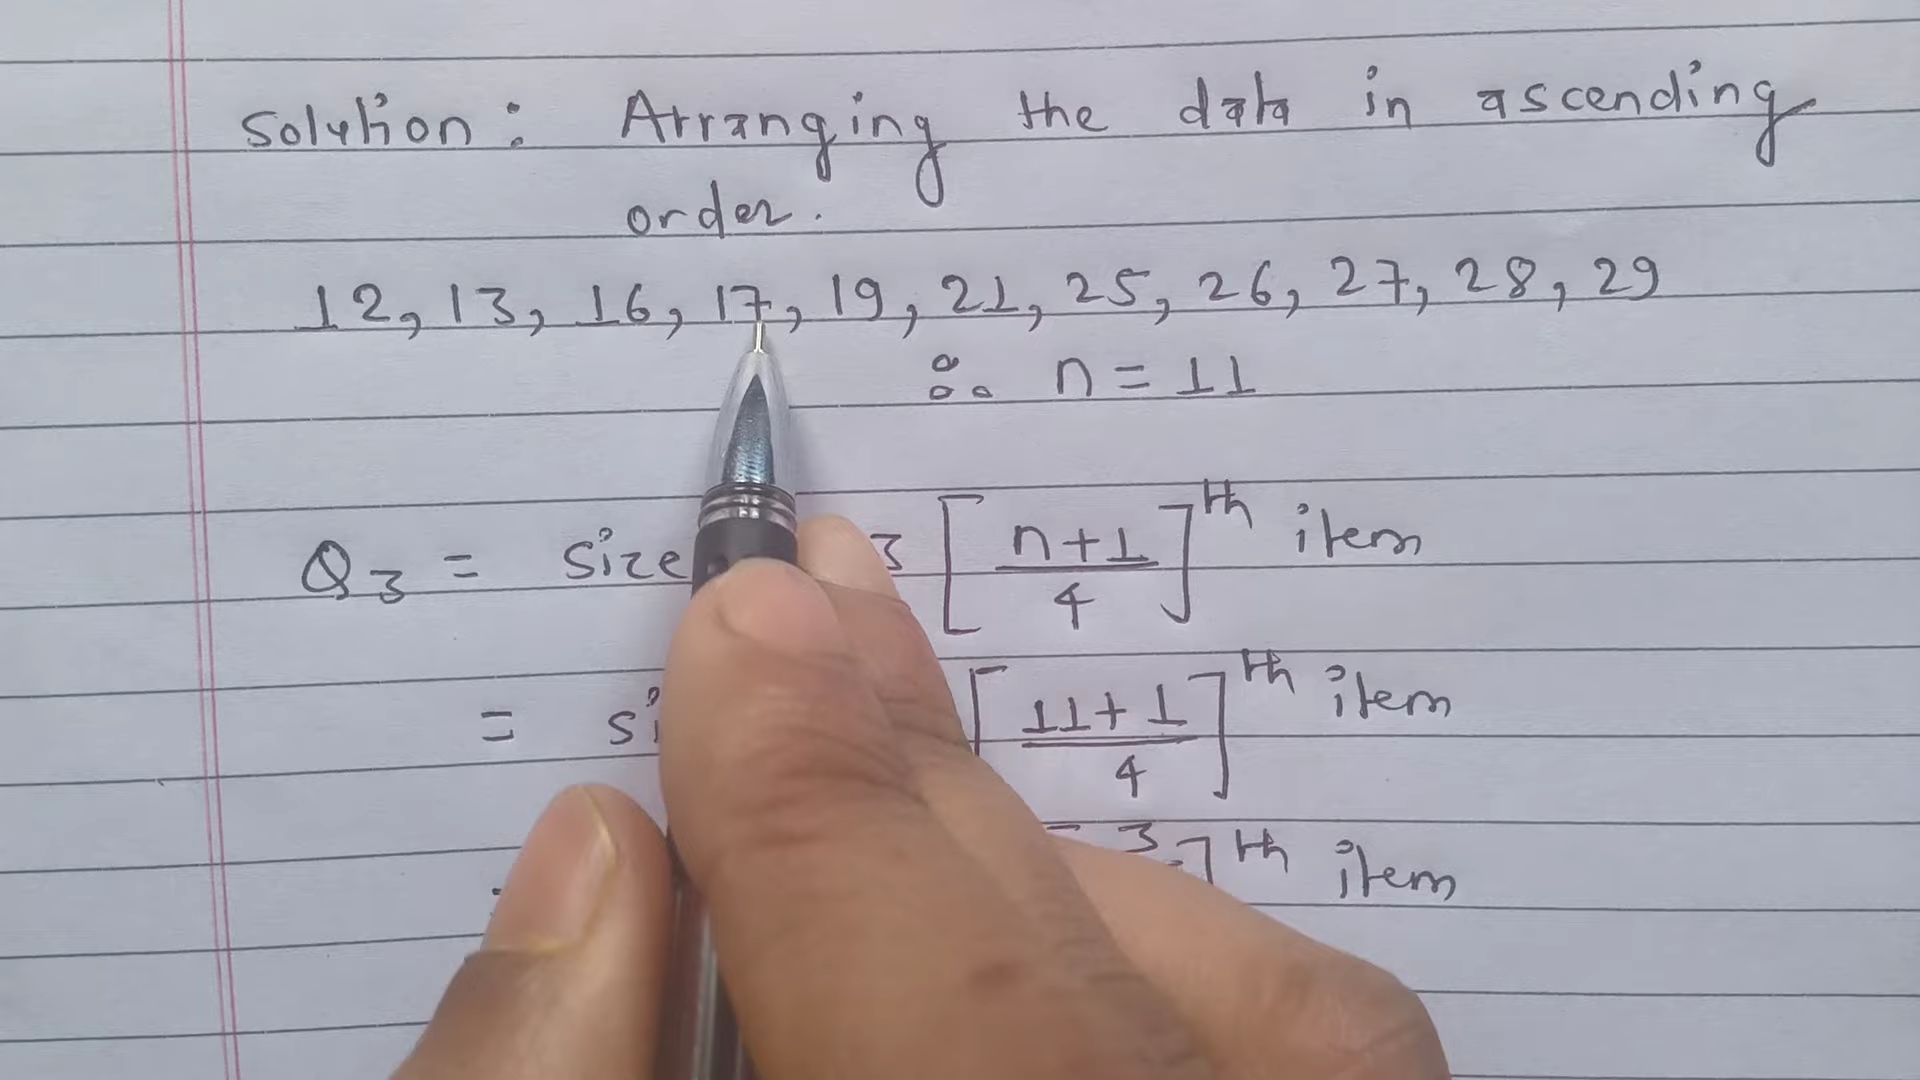 Solution: Arranging the data in ascending
order.
12, 13, 16, 17, 19, 21, 25, 26, 27, 28, 29
∴ n = 11
Q3 = size 3 [n+1/4]th item
= [11+1/4]th item
3]th item